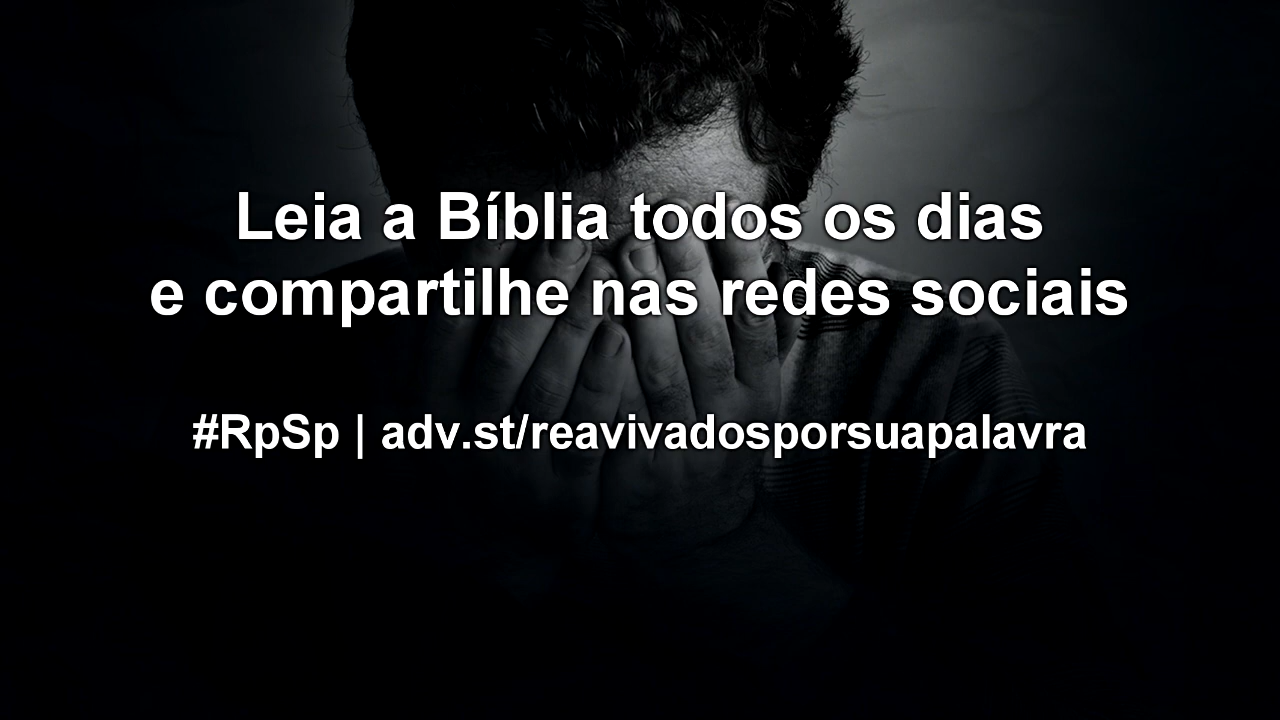 Leia a Bíblia todos os dias
e compartilhe nas redes sociais
#RpSp | adv.st/reavivadosporsuapalavra